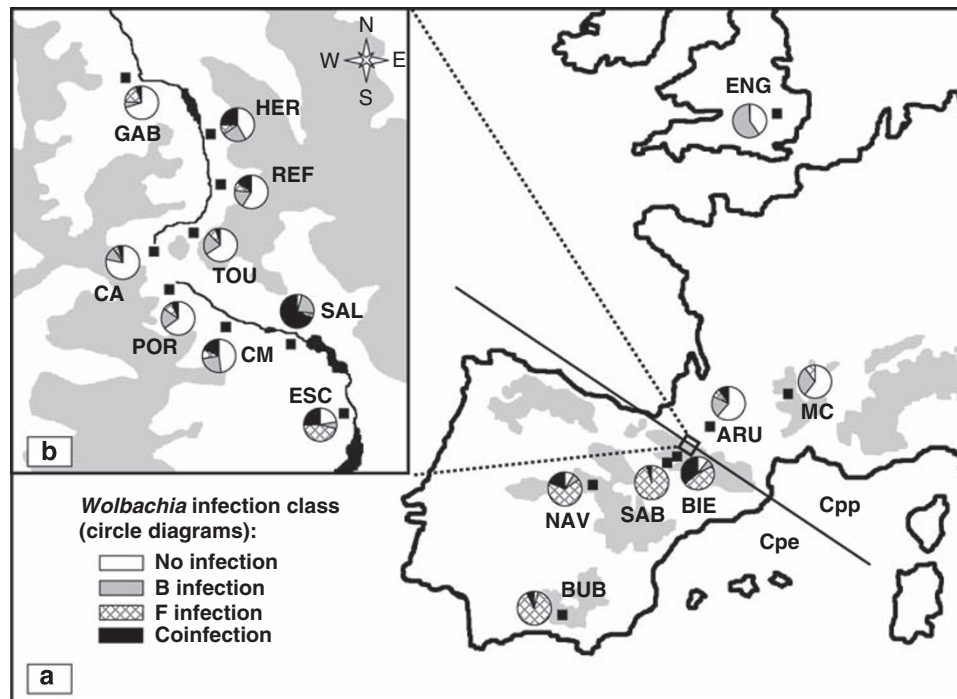 N
W E
S
GAB
HER
REF
TOU
CA
POR
CM
SAL
ESC
b
ENG
MC
ARU
BIE
SAB
NAV
BUB
Cpp
Cpe
Wolbachia infection class
(circle diagrams):
No infection
B infection
F infection
Coinfection
a